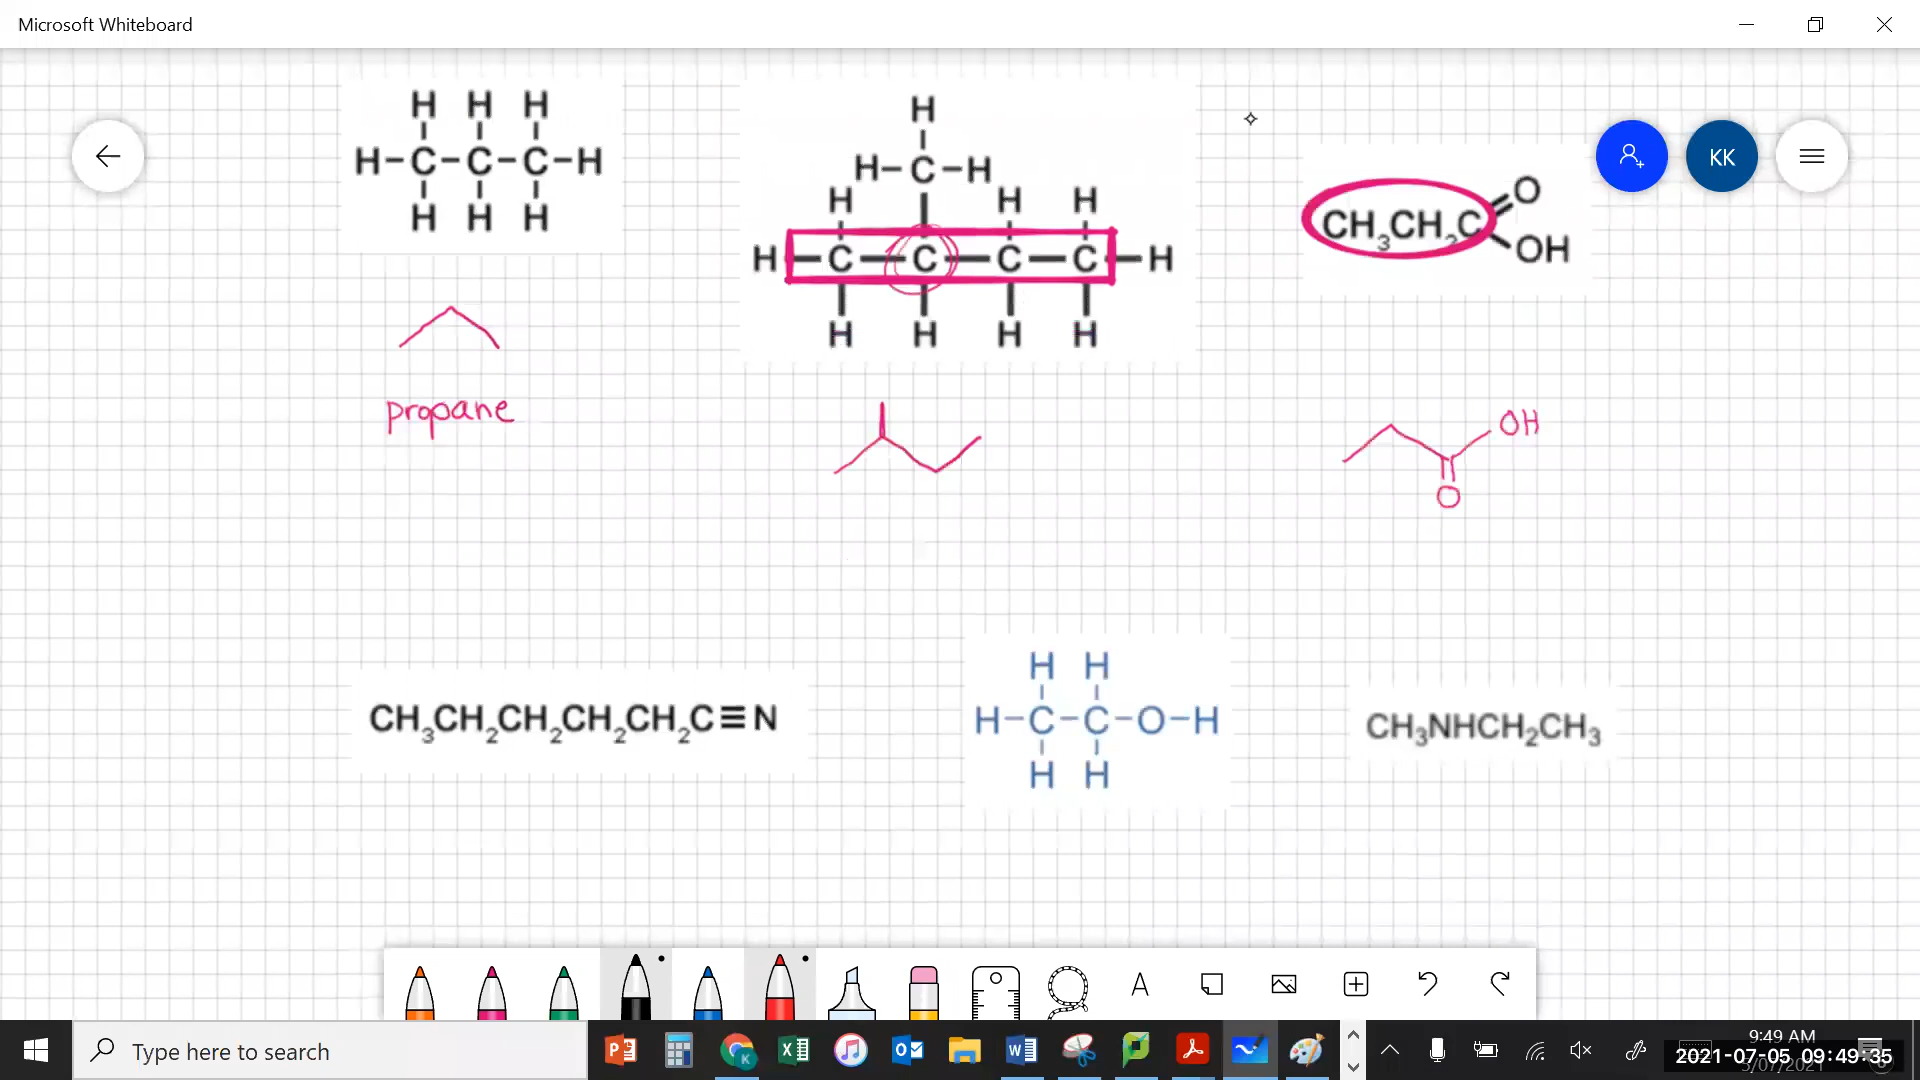 Microsoft Whiteboard
H H H
H-C-C-C-H
H H H
H
H-C-H
H H H
H-C-C-C-C-H
H H H H
CH₃CH₂C
O
OH
KK
propane
OH
O
CH₃CH₂CH₂CH₂CH₂C≡N
H H
H-C-C-O-H
H H
CH₃NHCH₂CH₃
A
Type here to search
9:49 AM
2021-07-05 09:49:35